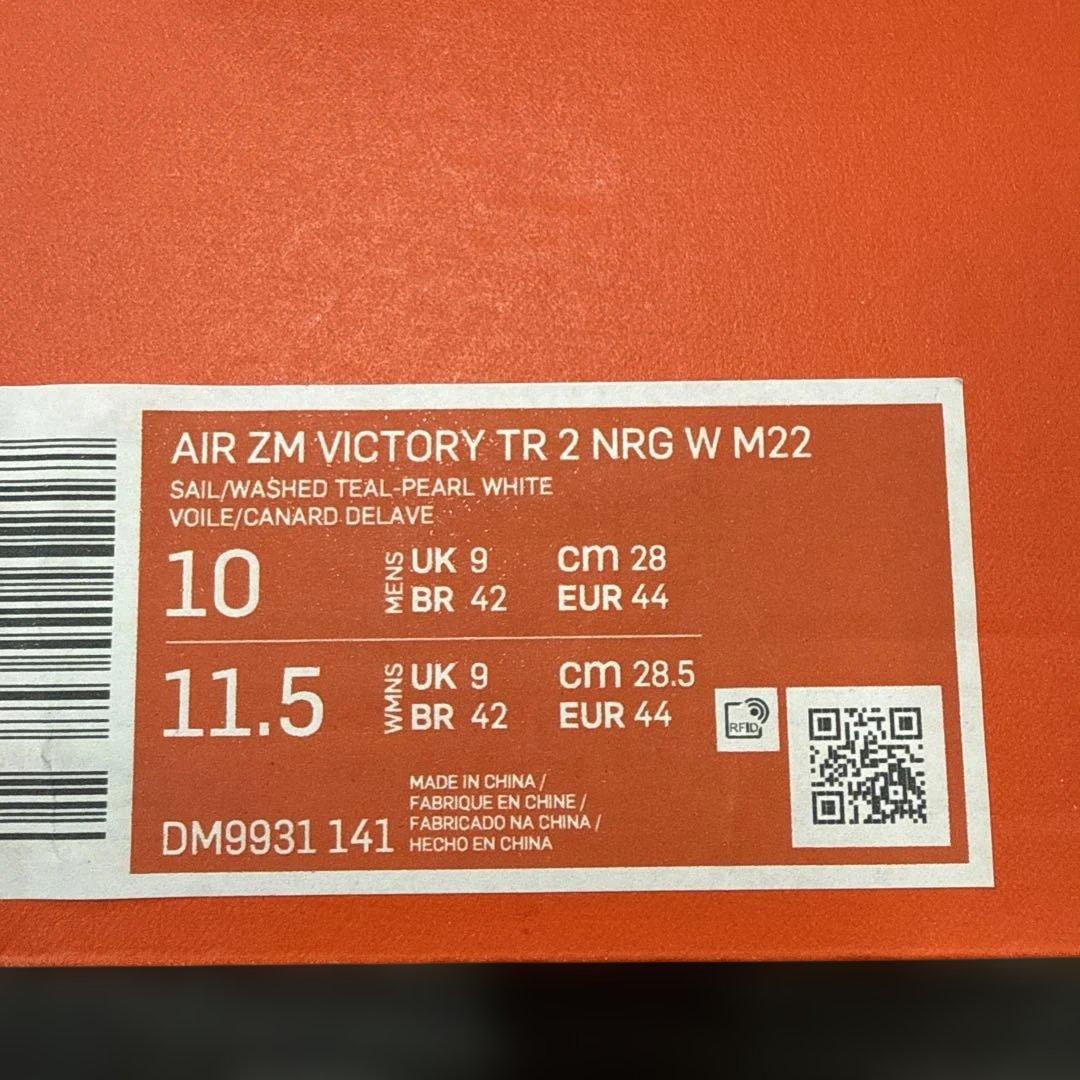 AIR ZM VICTORY TR 2 NRG W M22
SAIL/WASHED TEAL-PEARL WHITE
VOILE/CANARD DELAVE
10 MENS UK 9 cm 28
BR 42 EUR 44
11.5 WMNS UK 9 cm 28.5
BR 42 EUR 44
RFID
MADE IN CHINA /
FABRIQUE EN CHINE /
FABRICADO NA CHINA /
HECHO EN CHINA
DM9931 141